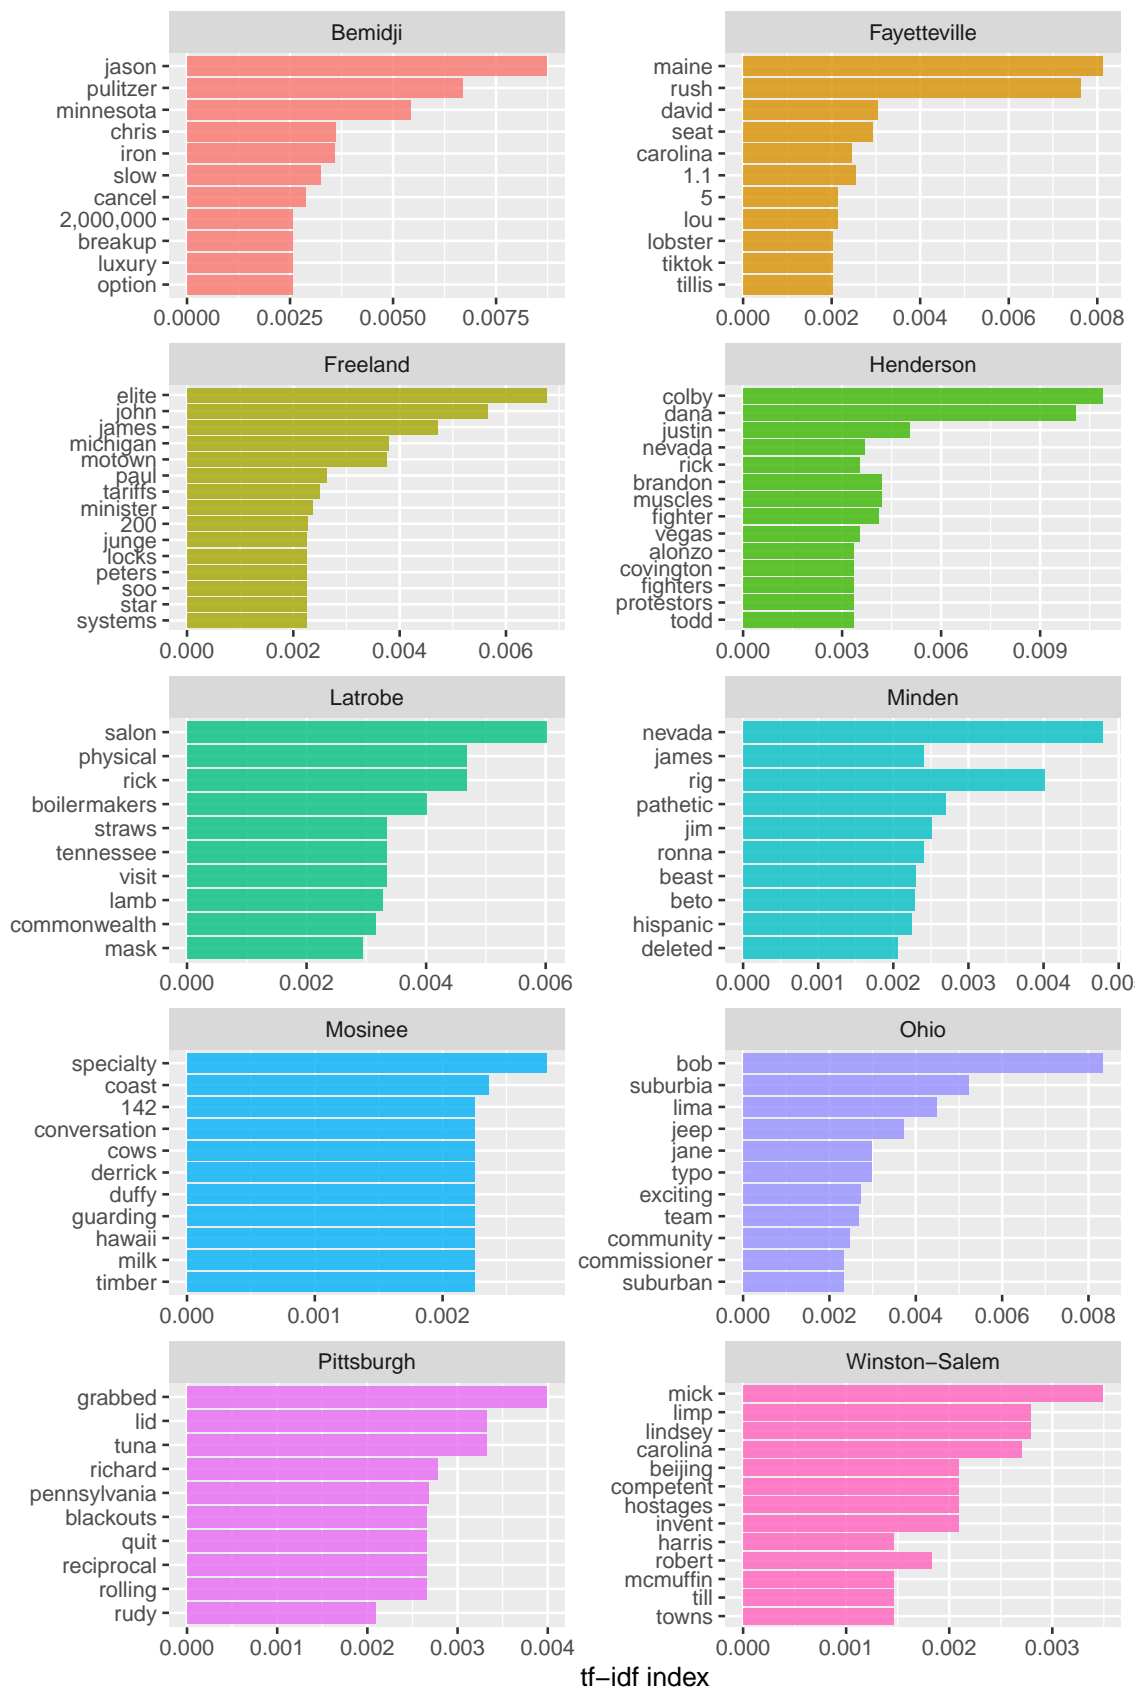 Bemidji
jason
pulitzer
minnesota
chris
iron
slow
cancel
2,000,000
breakup
luxury
option
0.0000 0.0025 0.0050 0.0075
Fayetteville
maine
rush
david
seat
carolina
1.1
5
lou
lobster
tiktok
tillis
0.000 0.002 0.004 0.006 0.008
Freeland
elite
john
james
michigan
motown
paul
tariffs
minister
200
junge
locks
peters
soo
star
systems
0.000 0.002 0.004 0.006
Henderson
colby
dana
justin
nevada
rick
brandon
muscles
fighter
vegas
alonzo
covington
fighters
protestors
todd
0.000 0.003 0.006 0.009
Latrobe
salon
physical
rick
boilermakers
straws
tennessee
visit
lamb
commonwealth
mask
0.000 0.002 0.004 0.006
Minden
nevada
james
rig
pathetic
jim
ronna
beast
beto
hispanic
deleted
0.000 0.001 0.002 0.003 0.004
Mosinee
specialty
coast
142
conversation
cows
derrick
duffy
guarding
hawaii
milk
timber
0.000 0.001 0.002
Ohio
bob
suburbia
lima
jeep
jane
typo
exciting
team
community
commissioner
suburban
0.000 0.002 0.004 0.006 0.008
Pittsburgh
grabbed
lid
tuna
richard
pennsylvania
blackouts
quit
reciprocal
rolling
rudy
0.000 0.001 0.002 0.003 0.004
Winston−Salem
mick
limp
lindsey
carolina
beijing
competent
hostages
invent
harris
robert
mcmuffin
till
towns
0.000 0.001 0.002 0.003
tf−idf index